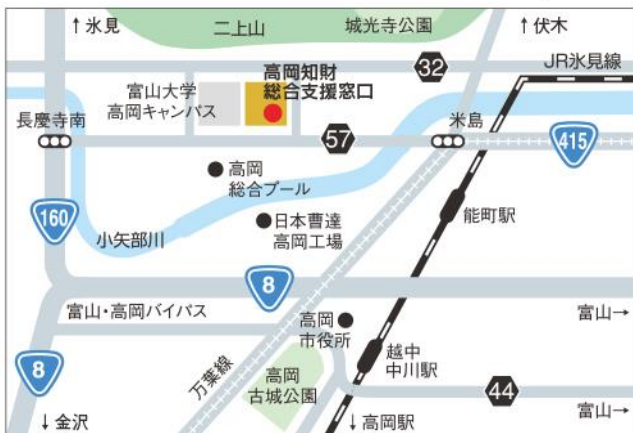 ↑氷見
二上山
城光寺公園
↑伏木
32
JR氷見線
高岡知財
総合支援窓口
富山大学
高岡キャンパス
長慶寺南
57
米島
415
高岡
総合プール
160
小矢部川
日本曹達
高岡工場
能町駅
8
富山・高岡バイパス
富山→
高岡
市役所
越中
中川駅
8
万葉線
高岡
古城公園
44
↓金沢
↓高岡駅
富山→